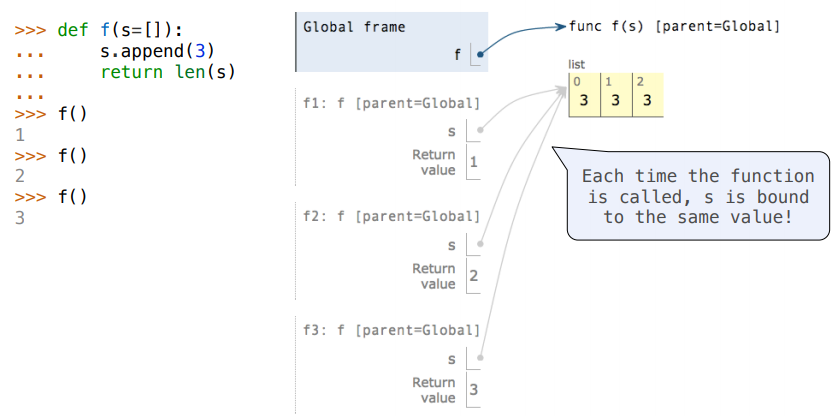 >>> def f(s=[]):
...     s.append(3)
...     return len(s)
...
>>> f()
1
>>> f()
2
>>> f()
3
Global frame
f
func f(s) [parent=Global]
list
0 1 2
3 3 3
f1: f [parent=Global]
s
Return
value 1
f2: f [parent=Global]
s
Return
value 2
f3: f [parent=Global]
s
Return
value 3
Each time the function
is called, s is bound
to the same value!